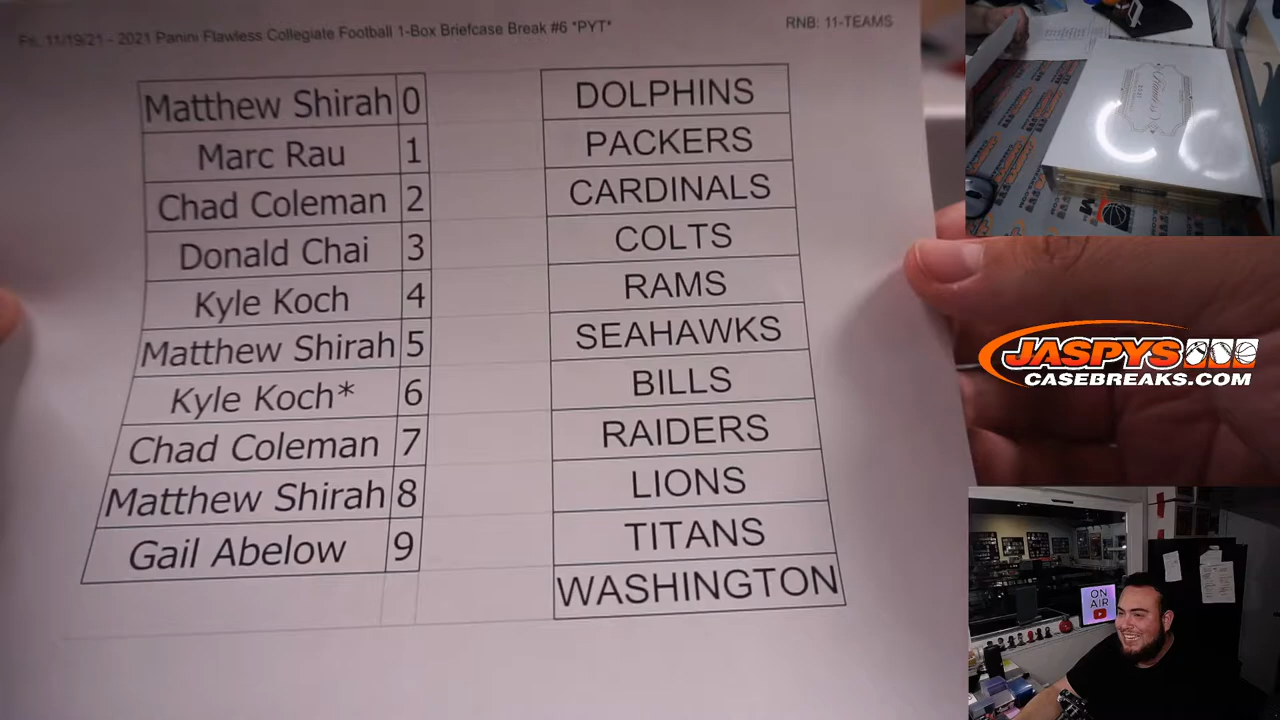 Fri. 11/19/21 - 2021 Panini Flawless Collegiate Football 1-Box Briefcase Break #6 *PYT*
RNB: 11-TEAMS
Matthew Shirah 0
Marc Rau 1
Chad Coleman 2
Donald Chai 3
Kyle Koch 4
Matthew Shirah 5
Kyle Koch* 6
Chad Coleman 7
Matthew Shirah 8
Gail Abelow 9
DOLPHINS
PACKERS
CARDINALS
COLTS
RAMS
SEAHAWKS
BILLS
RAIDERS
LIONS
TITANS
WASHINGTON
Flawless
2021
JASPYS
CASEBREAKS.COM
ON
AIR